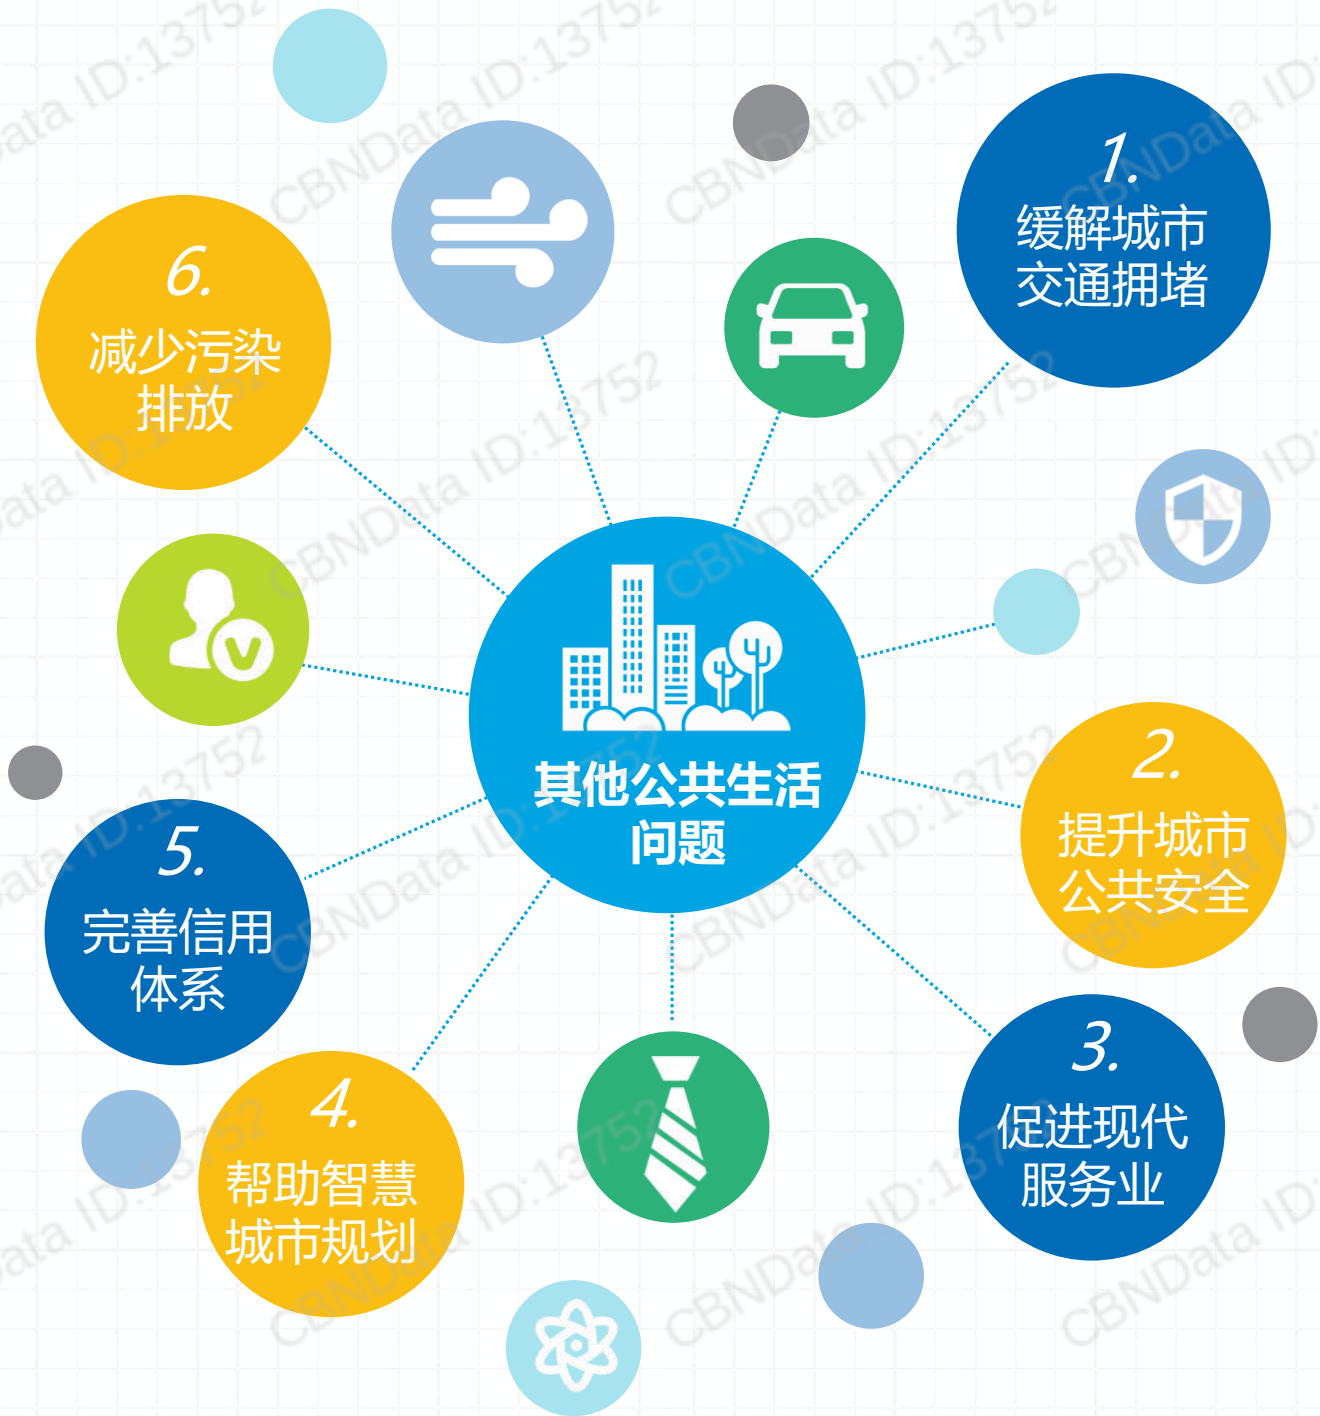 其他公共生活
问题
1.
缓解城市
交通拥堵
2.
提升城市
公共安全
3.
促进现代
服务业
4.
帮助智慧
城市规划
5.
完善信用
体系
6.
减少污染
排放
V
CBNData ID:13752